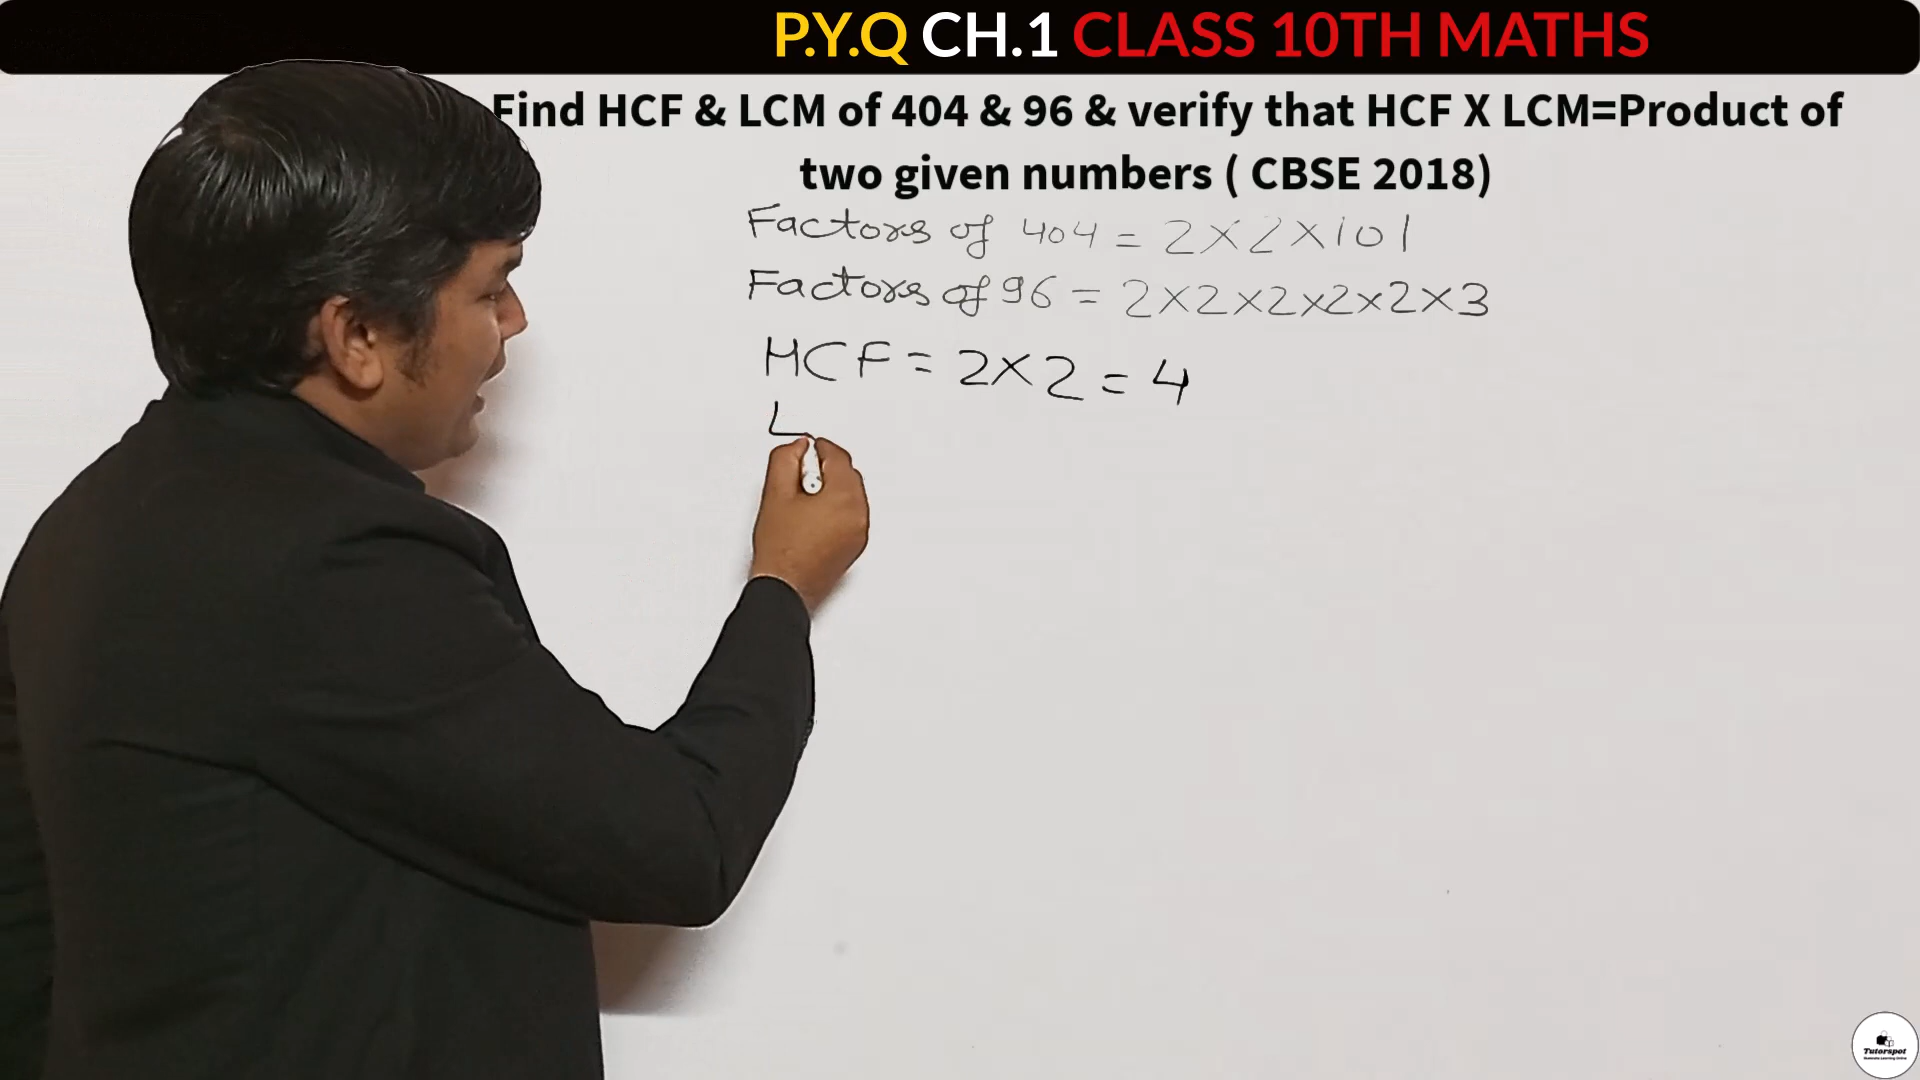 P.Y.Q CH.1 CLASS 10TH MATHS
Find HCF & LCM of 404 & 96 & verify that HCF X LCM=Product of
two given numbers ( CBSE 2018)
Factors of 404 = 2×2×101
Factors of 96 = 2×2×2×2×2×3
HCF = 2×2 = 4
L
Tutorspot